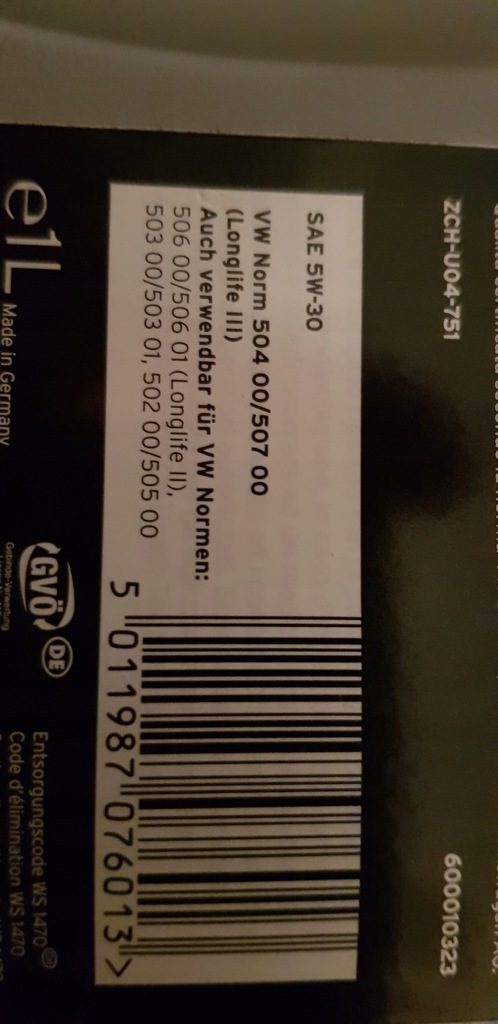 ZCH-U04-751
600010323
SAE 5W-30
VW Norm 504 00/507 00
(Longlife III)
Auch verwendbar für VW Normen:
506 00/506 01 (Longlife II),
503 00/503 01, 502 00/505 00
5 011987 076013 >
e1L Made in Germany
GVÖ DE
Gebinde-Verwertung
Entsorgungscode WS 1470
Code d'élimination WS 1470